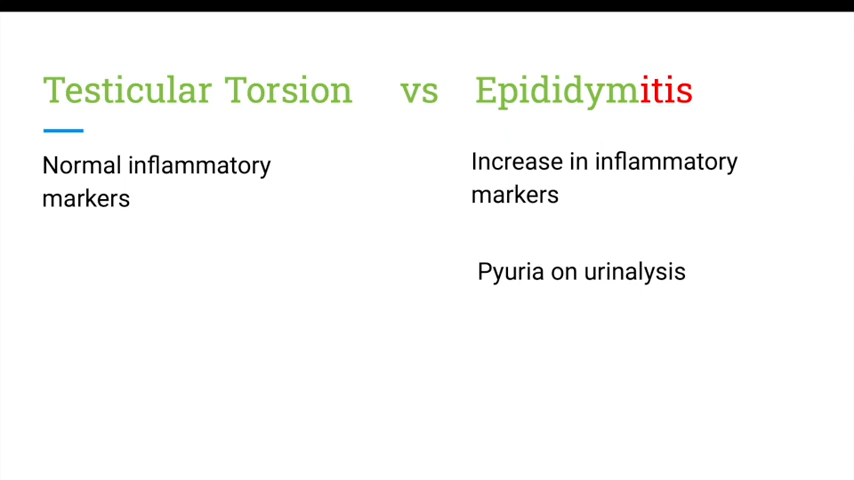 Testicular Torsion vs Epididymitis
Normal inflammatory
markers
Increase in inflammatory
markers
Pyuria on urinalysis